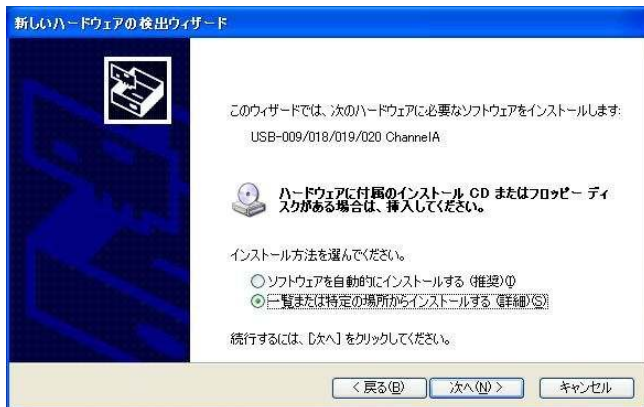 新しいハードウェアの検出ウィザード
このウィザードでは、次のハードウェアに必要なソフトウェアをインストールします:
USB-009/018/019/020 ChannelA
ハードウェアに付属のインストール CD またはフロッピー ディ
スクがある場合は、挿入してください。
インストール方法を選んでください。
ソフトウェアを自動的にインストールする (推奨)(I)
一覧または特定の場所からインストールする (詳細)(S)
続行するには、[次へ] をクリックしてください。
< 戻る(B)
次へ(N) >
キャンセル